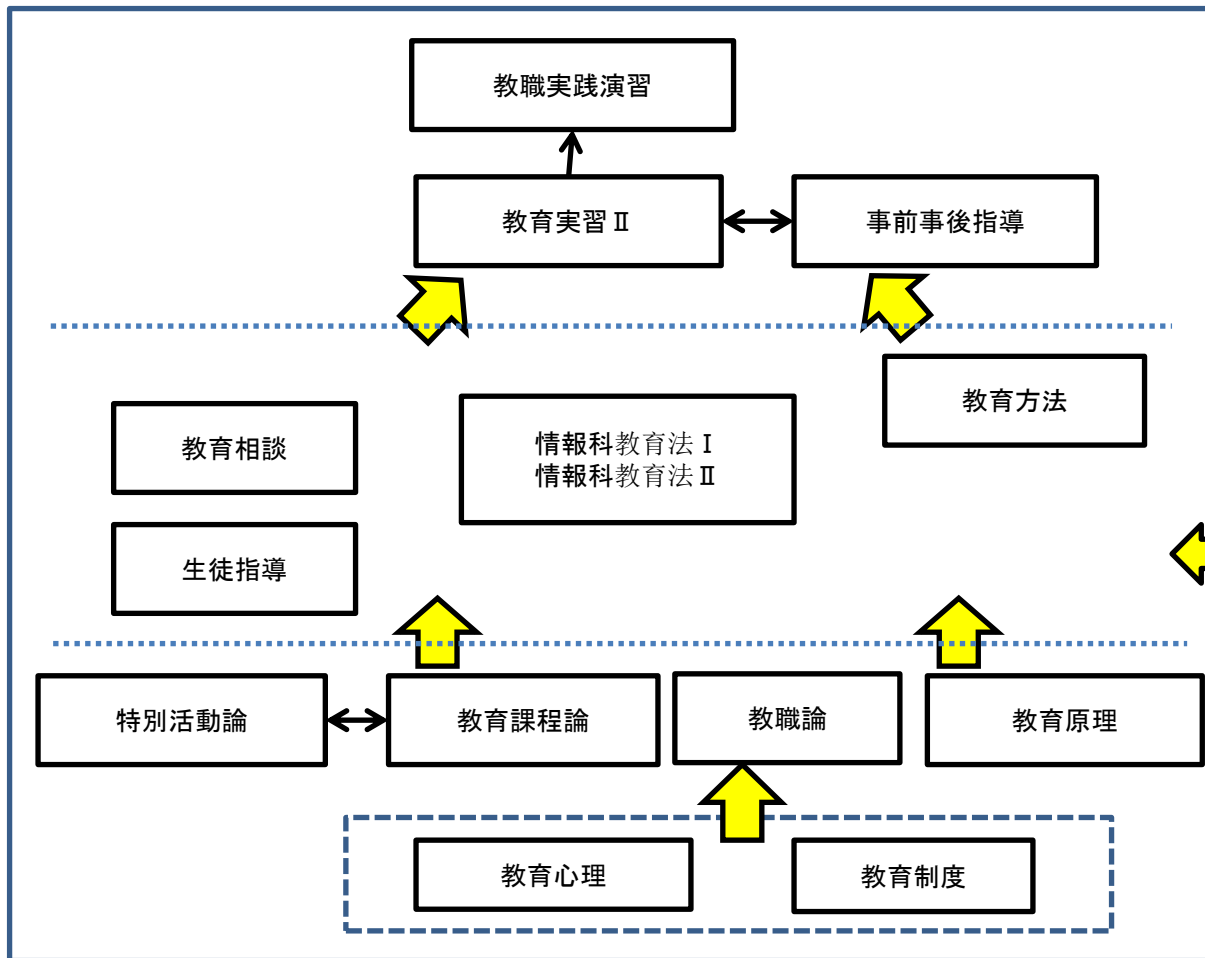 教職実践演習
教育実習Ⅱ
事前事後指導
教育方法
教育相談
情報科教育法Ⅰ
情報科教育法Ⅱ
生徒指導
特別活動論
教育課程論
教職論
教育原理
教育心理
教育制度